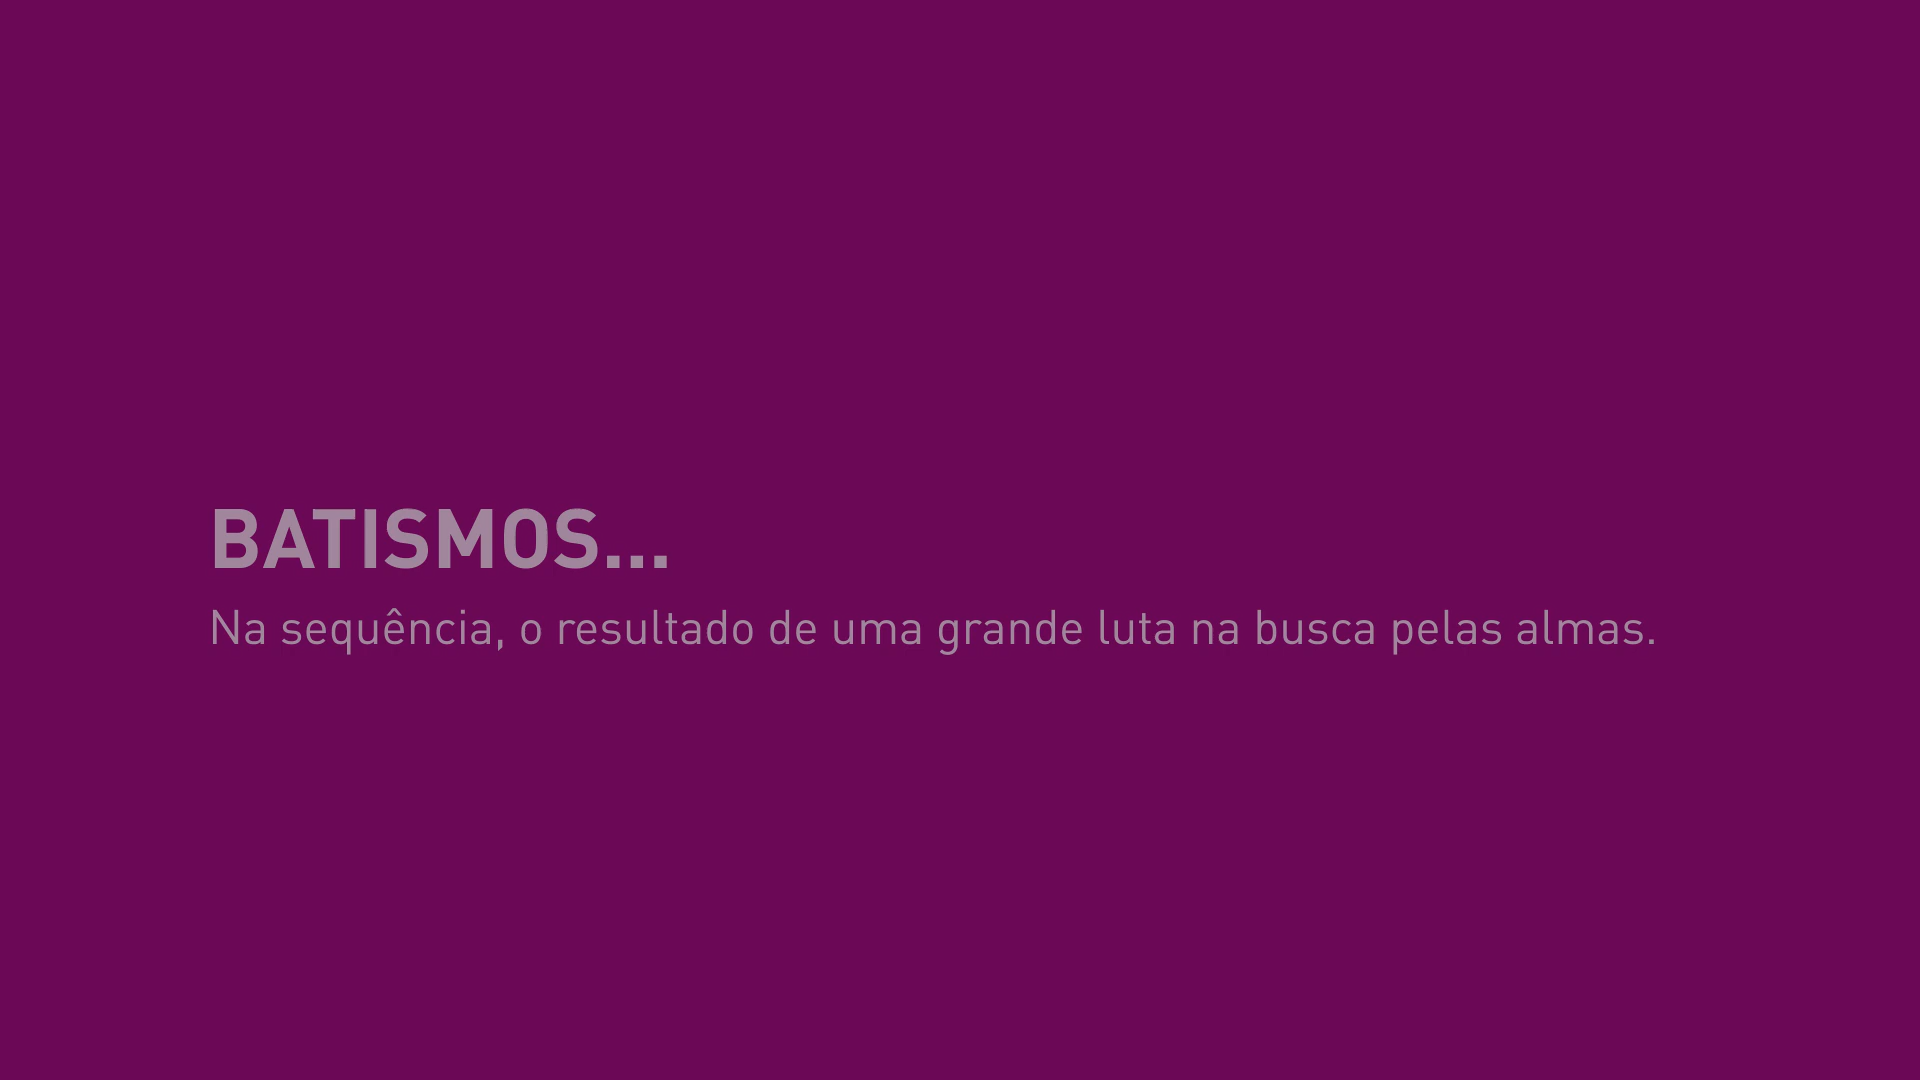 BATISMOS...
Na sequência, o resultado de uma grande luta na busca pelas almas.